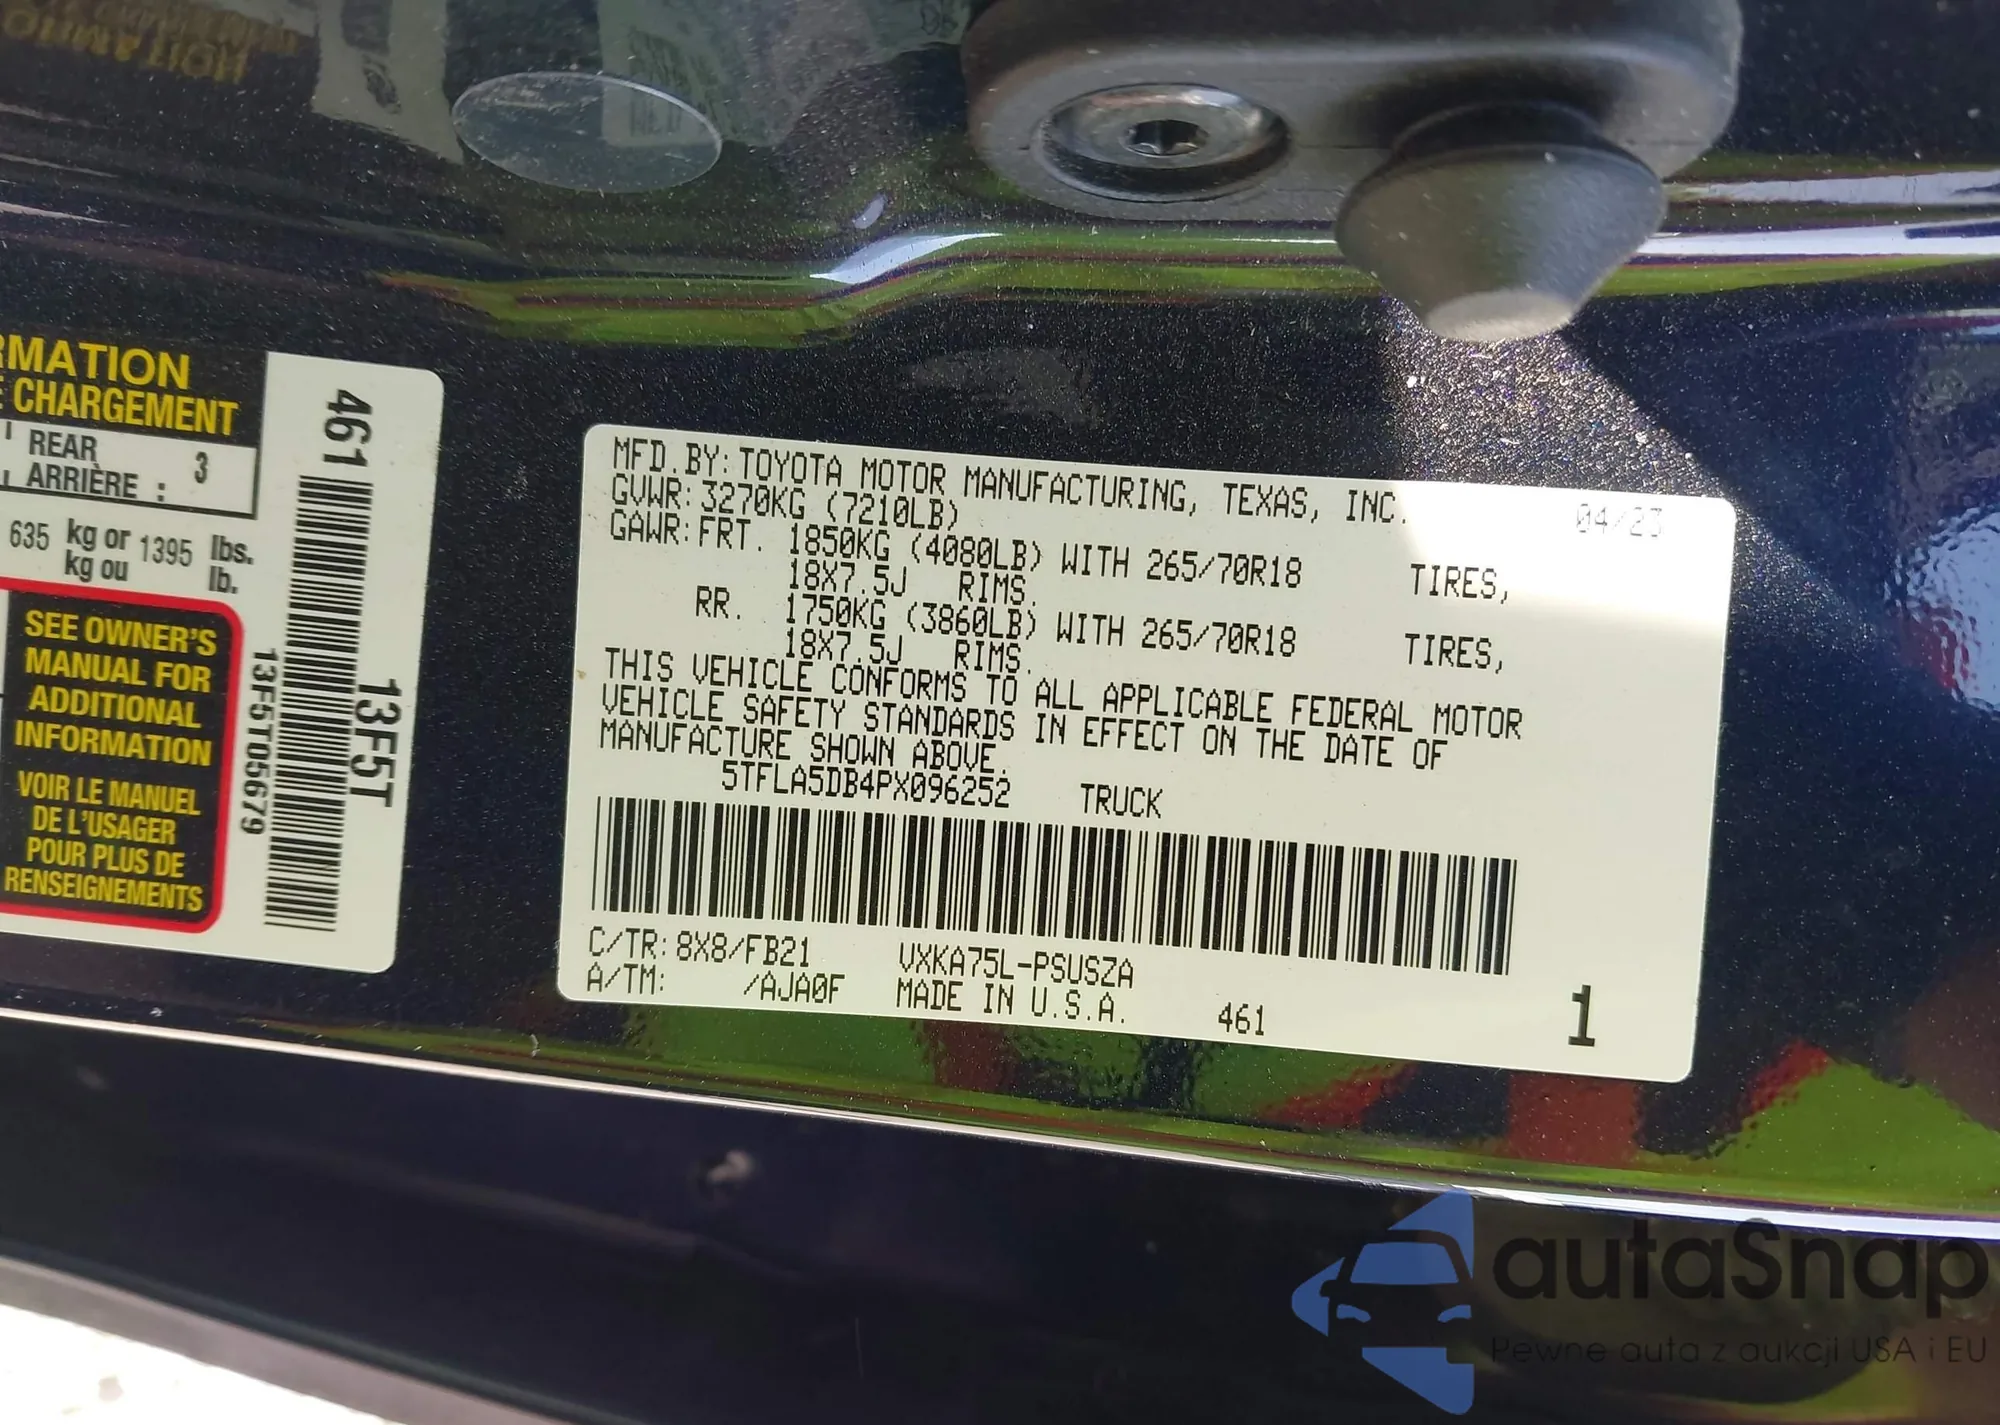 RMATION
E CHARGEMENT
REAR
ARRIÈRE : 3
635 kg or 1395 lbs.
kg ou lb.
SEE OWNER'S
MANUAL FOR
ADDITIONAL
INFORMATION
VOIR LE MANUEL
DE L'USAGER
POUR PLUS DE
RENSEIGNEMENTS
461
13F5T
13F5T05679
MFD. BY: TOYOTA MOTOR MANUFACTURING, TEXAS, INC. 04/23
GVWR: 3270KG (7210LB)
GAWR: FRT. 1850KG (4080LB) WITH 265/70R18 TIRES,
18X7.5J RIMS.
RR. 1750KG (3860LB) WITH 265/70R18 TIRES,
18X7.5J RIMS.
THIS VEHICLE CONFORMS TO ALL APPLICABLE FEDERAL MOTOR
VEHICLE SAFETY STANDARDS IN EFFECT ON THE DATE OF
MANUFACTURE SHOWN ABOVE.
5TFLA5DB4PX096252 TRUCK
C/TR: 8X8/FB21 VXKA75L-PSUSZA
A/TM: /AJA0F MADE IN U.S.A. 461
1
autaSnap
Pewne auta z aukcji USA i EU